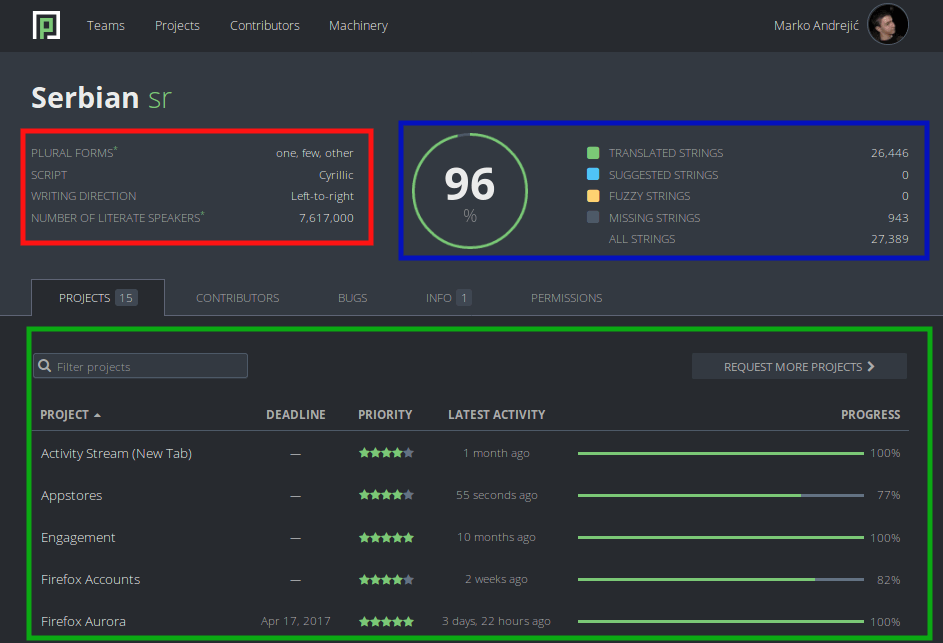 Teams Projects Contributors Machinery Marko Andrejić
Serbian sr
PLURAL FORMS* one, few, other
SCRIPT Cyrillic
WRITING DIRECTION Left-to-right
NUMBER OF LITERATE SPEAKERS* 7,617,000
96
%
TRANSLATED STRINGS 26,446
SUGGESTED STRINGS 0
FUZZY STRINGS 0
MISSING STRINGS 943
ALL STRINGS 27,389
PROJECTS 15 CONTRIBUTORS BUGS INFO 1 PERMISSIONS
Filter projects REQUEST MORE PROJECTS
PROJECT DEADLINE PRIORITY LATEST ACTIVITY PROGRESS
Activity Stream (New Tab) — 1 month ago 100%
Appstores — 55 seconds ago 77%
Engagement — 10 months ago 100%
Firefox Accounts — 2 weeks ago 82%
Firefox Aurora Apr 17, 2017 3 days, 22 hours ago 100%